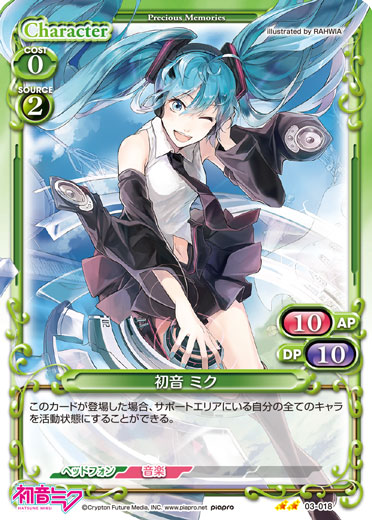 Precious Memories
Character
illustrated by RAHWIA
COST
0
SOURCE
2
10 AP
DP 10
初音 ミク
このカードが登場した場合、サポートエリアにいる自分の全てのキャラ
を活動状態にすることができる。
ヘッドフォン 音楽
初音ミク
HATSUNE MIKU
©Crypton Future Media, INC. www.piapro.net piapro
03-018